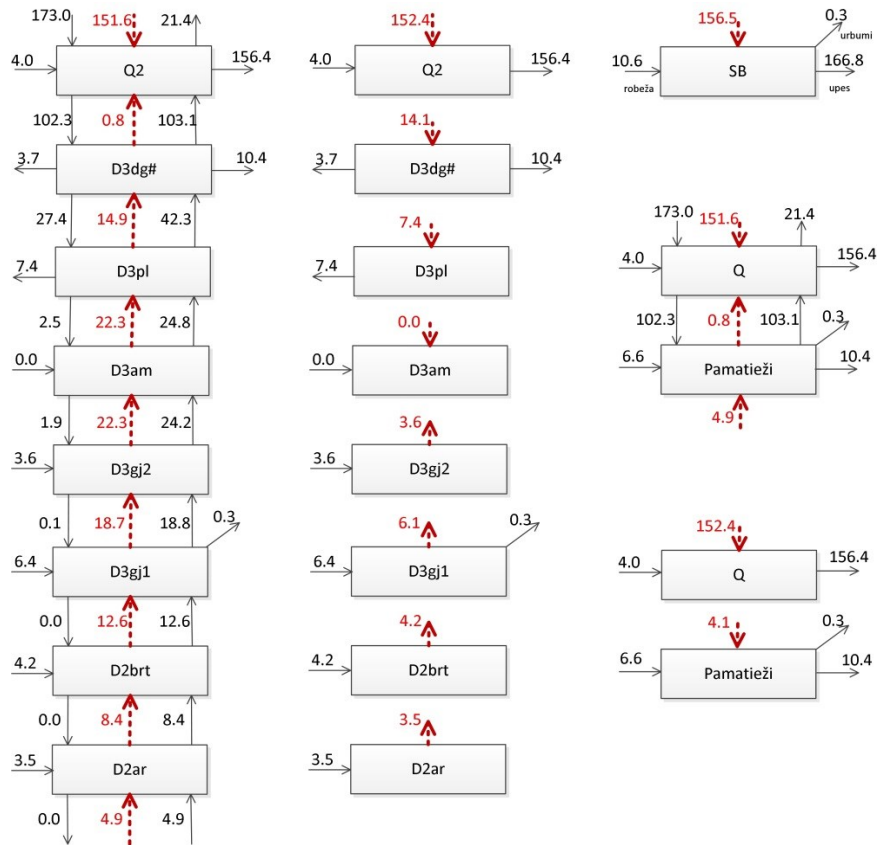 173.0 151.6 21.4
4.0 Q2 156.4
102.3 0.8 103.1
3.7 D3dg# 10.4
27.4 14.9 42.3
7.4 D3pl
2.5 22.3 24.8
0.0 D3am
1.9 22.3 24.2
3.6 D3gj2
0.1 18.7 18.8 0.3
6.4 D3gj1
0.0 12.6 12.6
4.2 D2brt
0.0 8.4 8.4
3.5 D2ar
0.0 4.9 4.9
152.4
4.0 Q2 156.4
14.1
3.7 D3dg# 10.4
7.4
7.4 D3pl
0.0
0.0 D3am
3.6
3.6 D3gj2
6.1 0.3
6.4 D3gj1
4.2
4.2 D2brt
3.5
3.5 D2ar
156.5 0.3
urbumi
10.6 SB 166.8
robeža upes
173.0 151.6 21.4
4.0 Q 156.4
102.3 0.8 103.1 0.3
6.6 Pamatieži 10.4
4.9
152.4
4.0 Q 156.4
4.1 0.3
6.6 Pamatieži 10.4